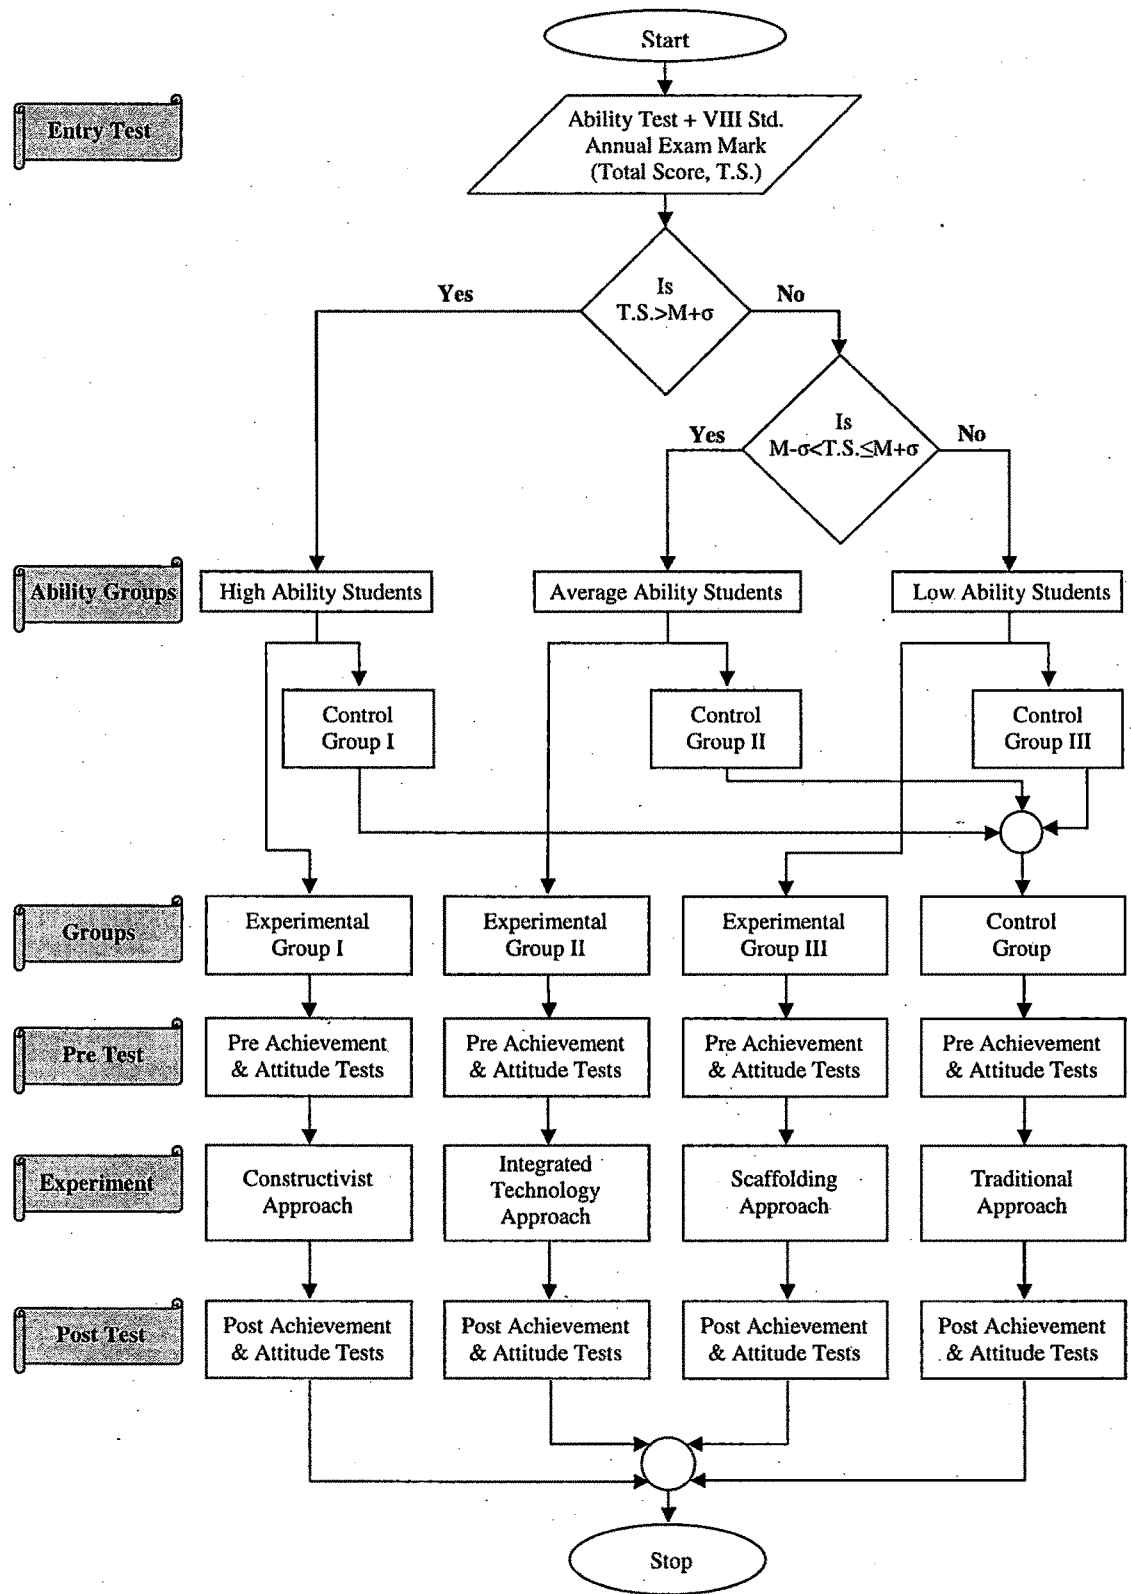 Start
Entry Test
Ability Test + VIII Std.
Annual Exam Mark
(Total Score, T.S.)
Is
T.S.>M+σ
Yes
No
Is
M-σ<T.S.≤M+σ
Yes
No
Ability Groups
High Ability Students
Average Ability Students
Low Ability Students
Control
Group I
Control
Group II
Control
Group III
Groups
Experimental
Group I
Experimental
Group II
Experimental
Group III
Control
Group
Pre Test
Pre Achievement
& Attitude Tests
Pre Achievement
& Attitude Tests
Pre Achievement
& Attitude Tests
Pre Achievement
& Attitude Tests
Experiment
Constructivist
Approach
Integrated
Technology
Approach
Scaffolding
Approach
Traditional
Approach
Post Test
Post Achievement
& Attitude Tests
Post Achievement
& Attitude Tests
Post Achievement
& Attitude Tests
Post Achievement
& Attitude Tests
Stop